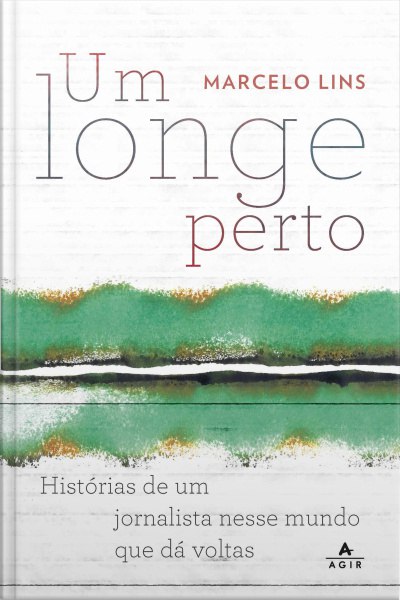 Um
MARCELO LINS
longe
perto
Histórias de um
jornalista nesse mundo
que dá voltas
A
AGIR